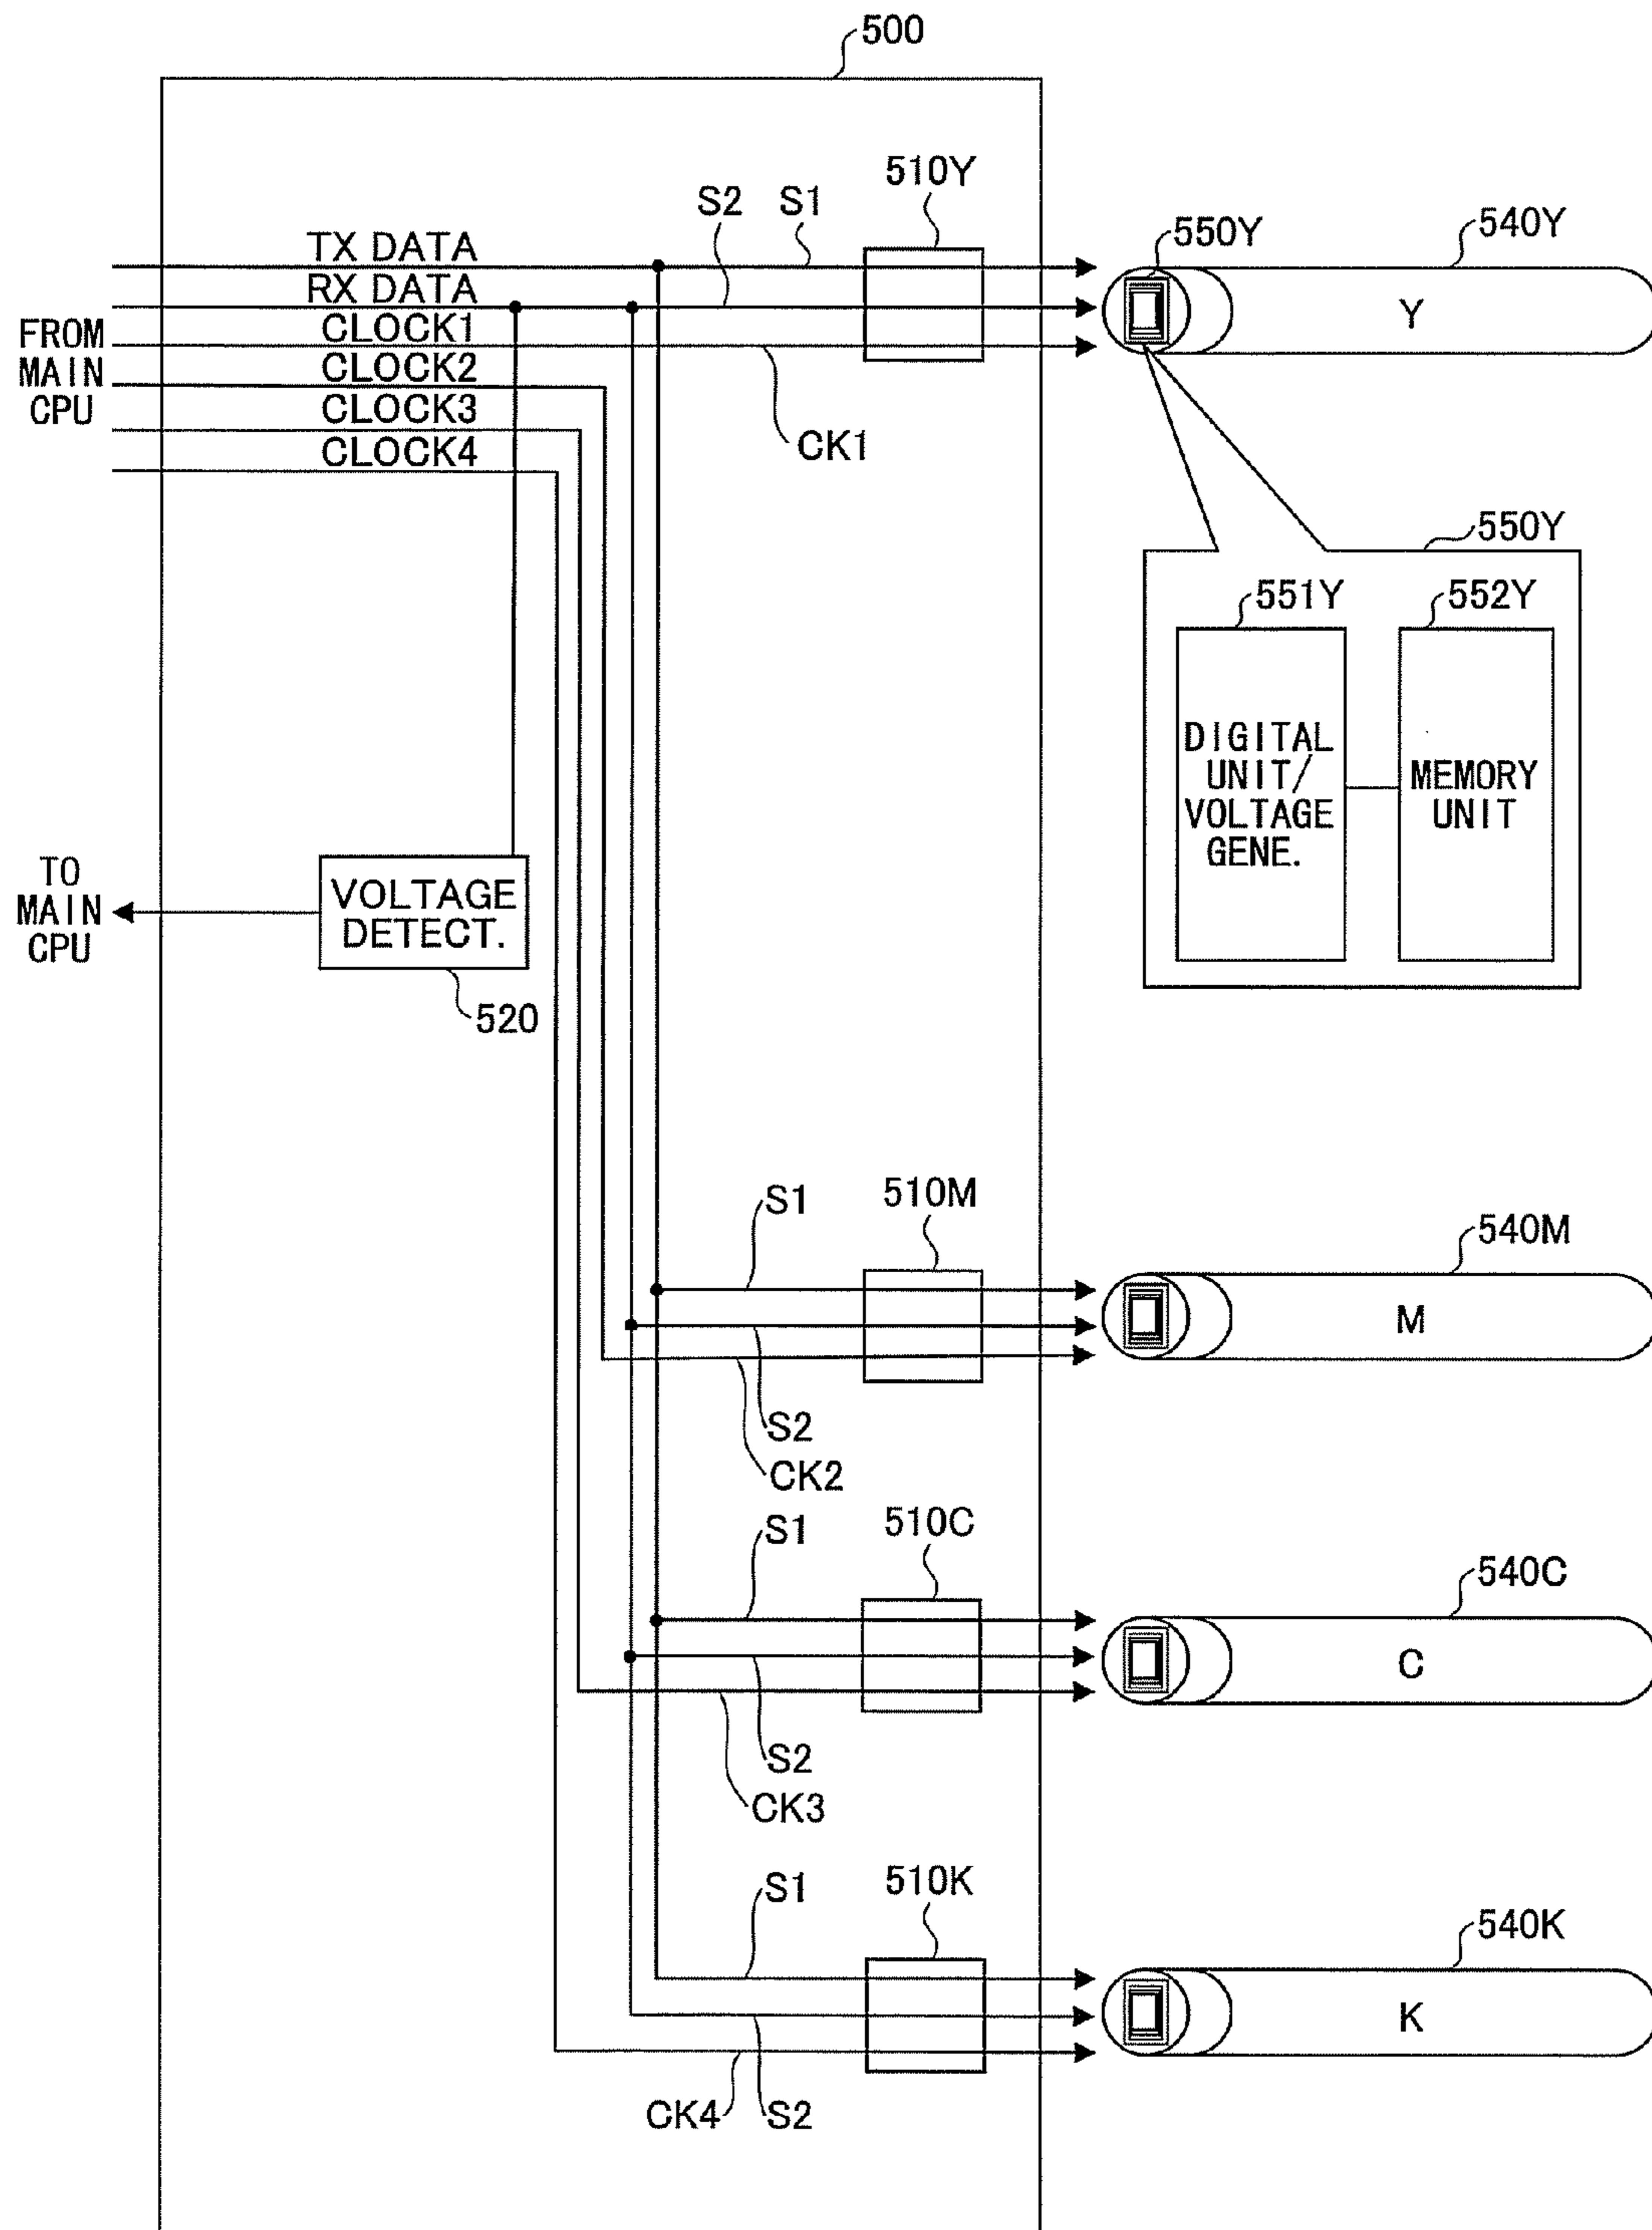 500
510Y
S2
S1
550Y
540Y
TX DATA
RX DATA
CLOCK1
CLOCK2
CLOCK3
CLOCK4
FROM
MAIN
CPU
Y
CK1
550Y
551Y
552Y
DIGITAL
UNIT/
VOLTAGE
GENE.
MEMORY
UNIT
TO
MAIN
CPU
VOLTAGE
DETECT.
520
S1
510M
540M
M
S2
CK2
S1
510C
540C
C
S2
CK3
S1
510K
540K
K
CK4
S2